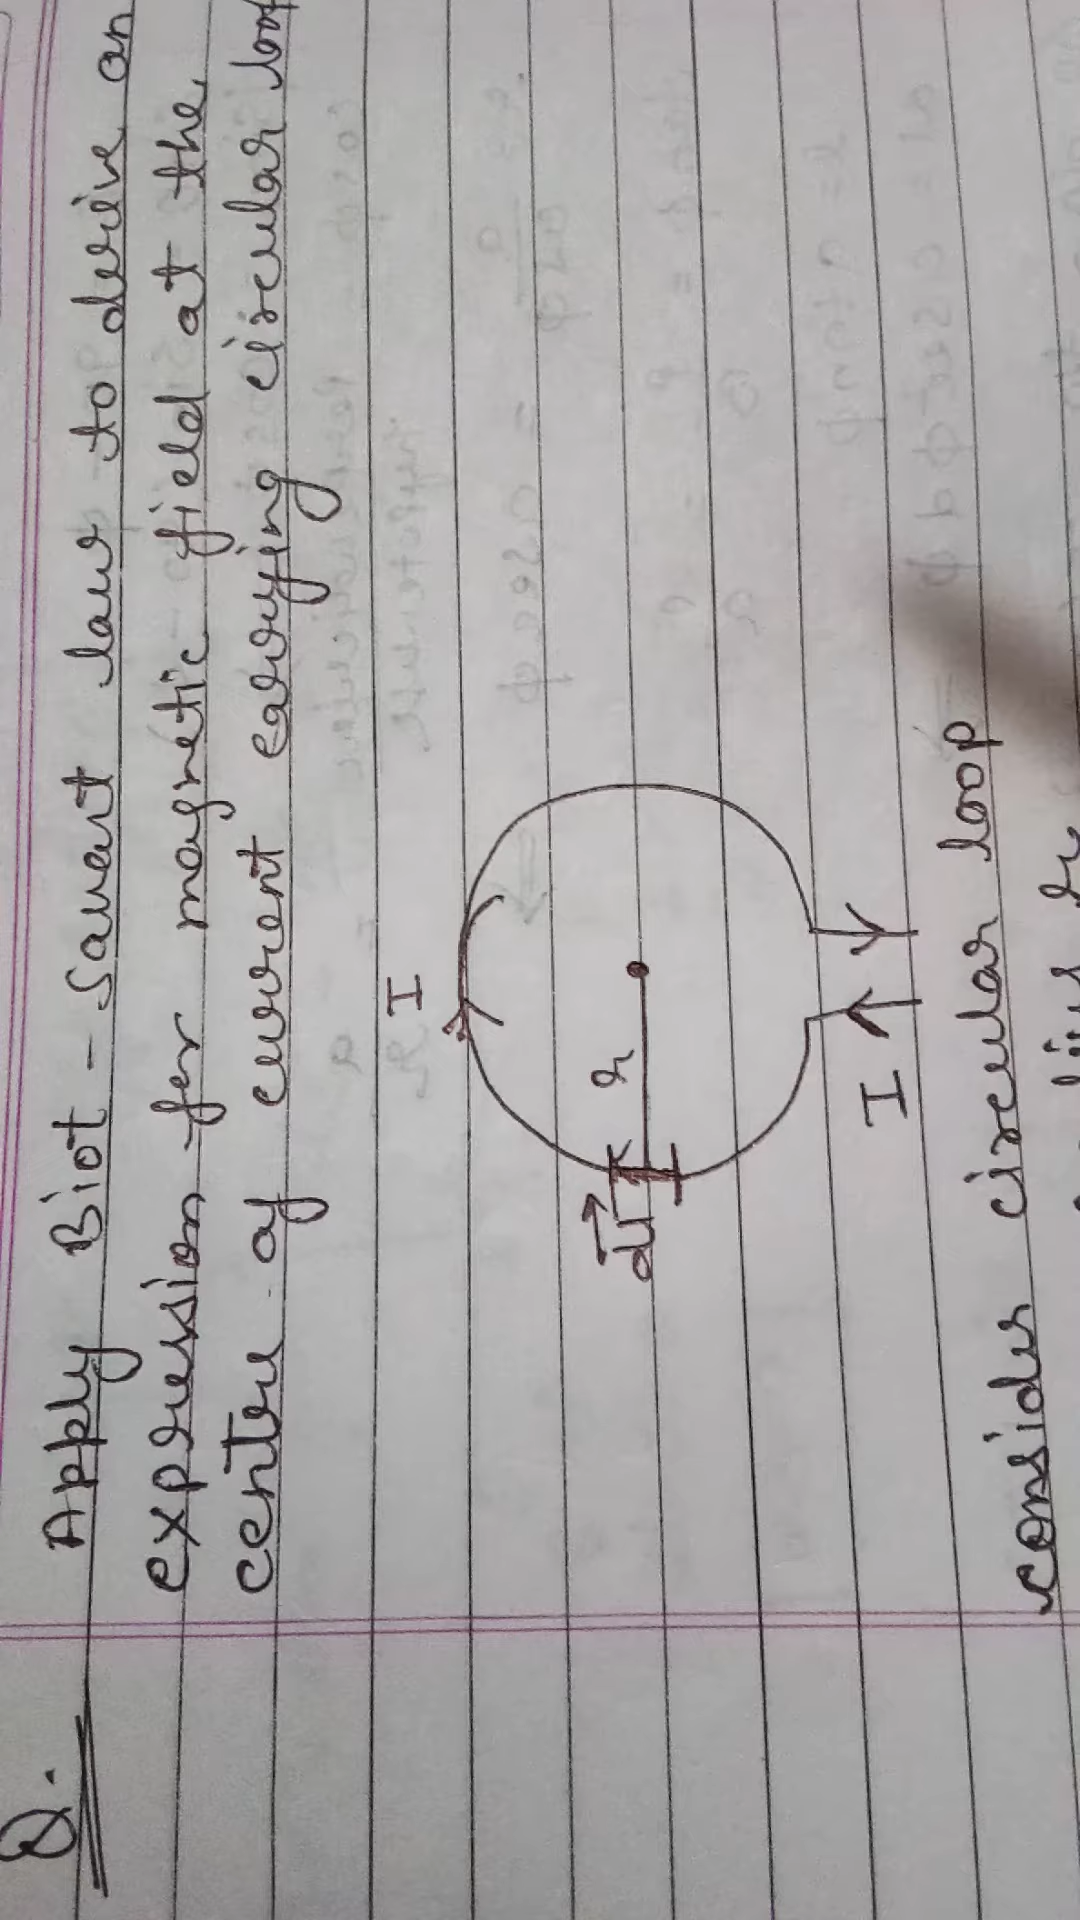 Q. Apply Biot-Savart law to derive an
expression for magnetic field at the
centre of current carrying circular loop
I
dl r
I
consider circular loop